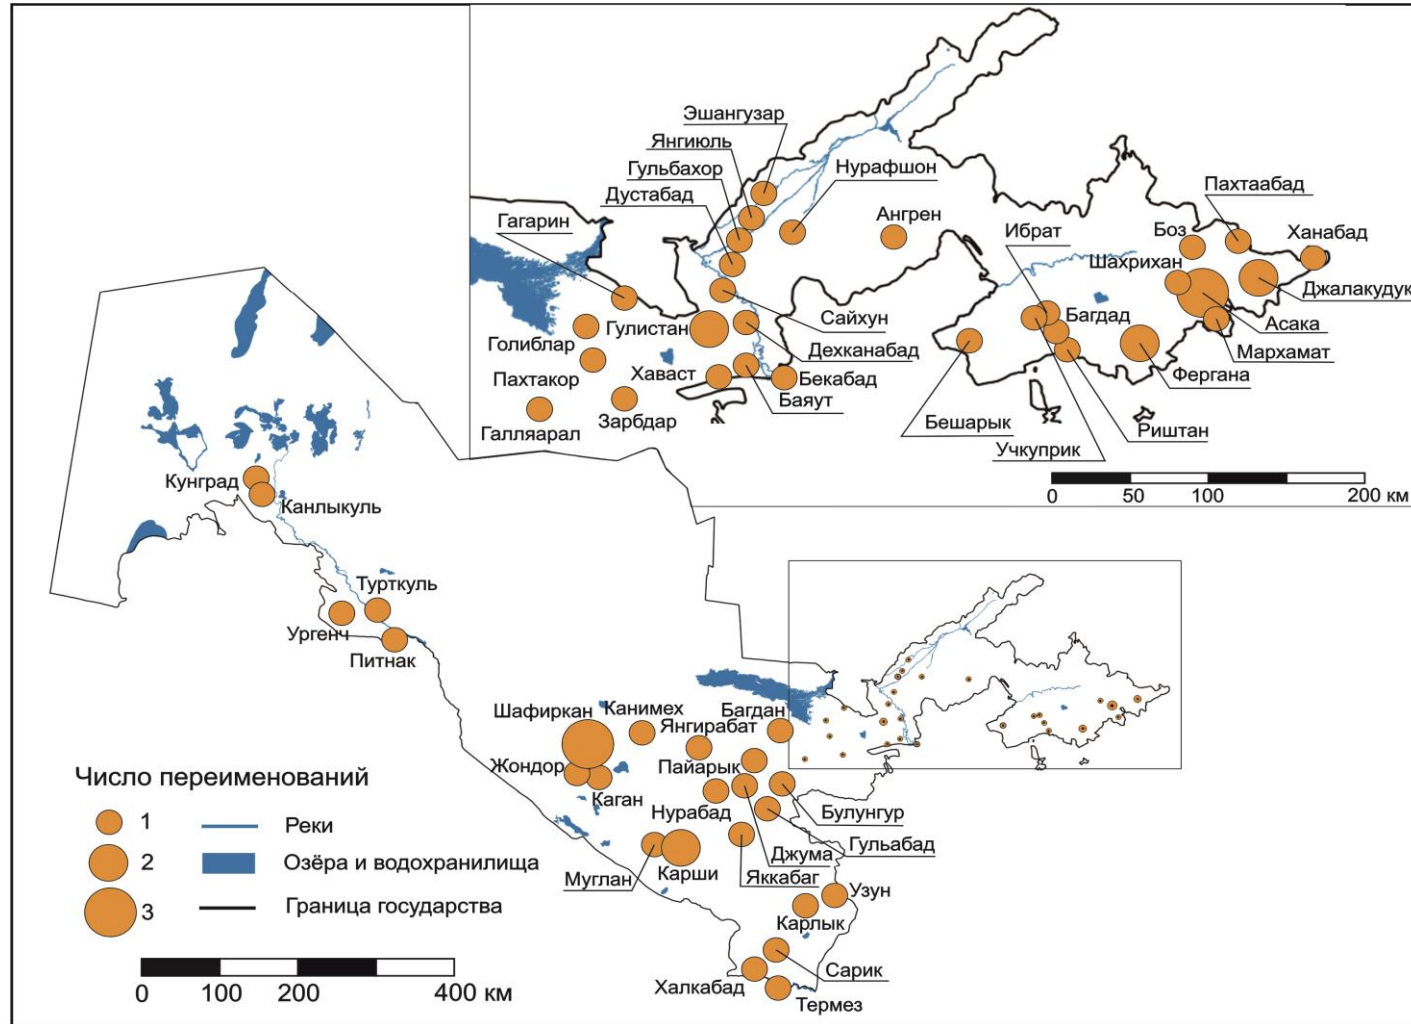 Эшангузар
Янгиюль
Гульбахор
Нурафшон
Дустабад
Пахтаабад
Гагарин
Ангрен
Ибрат
Боз
Ханабад
Шахрихан
Джалакудук
Сайхун
Гулистан
Багдад
Асака
Голиблар
Дехканабад
Мархамат
Хаваст
Пахтакор
Бекабад
Фергана
Баяут
Зарбдар
Бешарык
Риштан
Галляарал
Учкуприк
0 50 100 200 км
Кунград
Канлыкуль
Турткуль
Ургенч
Питнак
Шафиркан
Канимех
Багдан
Янгирабат
Жондор
Пайарык
Каган
Нурабад
Булунгур
Гульабад
Джума
Муглан
Карши
Яккабаг
Узун
Карлык
Сарик
Халкабад
Термез
Число переименований
1
Реки
2
Озёра и водохранилища
3
Граница государства
0 100 200 400 км